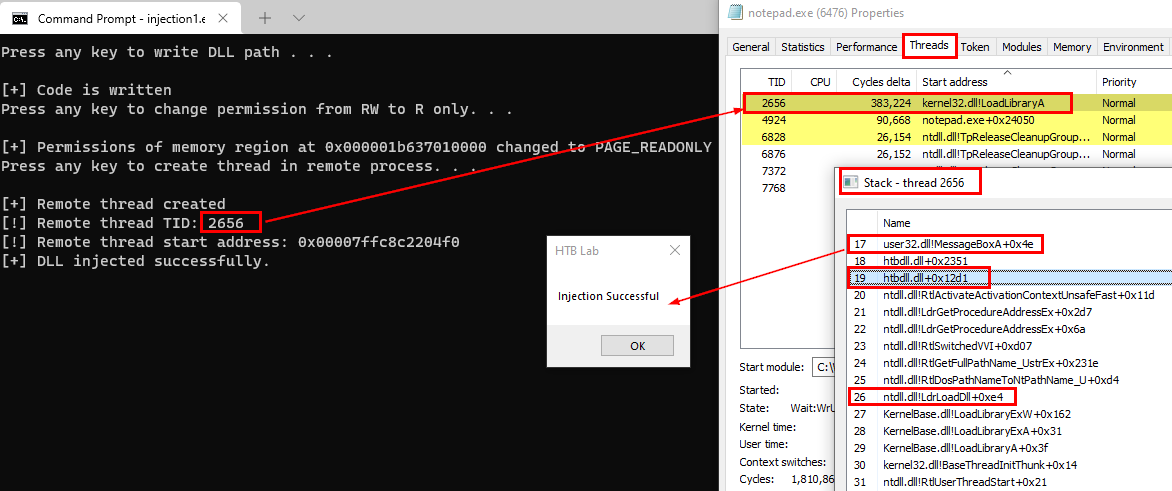 Command Prompt - injection1.e
Press any key to write DLL path . . .
[+] Code is written
Press any key to change permission from RW to R only. . .
[+] Permissions of memory region at 0x000001b637010000 changed to PAGE_READONLY
Press any key to create thread in remote process. . .
[+] Remote thread created
[!] Remote thread TID: 2656
[!] Remote thread start address: 0x00007ffc8c2204f0
[+] DLL injected successfully.
HTB Lab
Injection Successful
OK
notepad.exe (6476) Properties
General Statistics Performance Threads Token Modules Memory Environment
TID CPU Cycles delta Start address Priority
2656 383,224 kernel32.dll!LoadLibraryA Normal
4924 90,668 notepad.exe+0x24050 Normal
6828 26,154 ntdll.dll!TpReleaseCleanupGroup... Normal
6876 26,152 ntdll.dll!TpReleaseCleanupGroup... Normal
7372
7768
Start module: C:\
Started:
State: Wait:WrU
Kernel time:
User time:
Context switches:
Cycles: 1,810,86
Stack - thread 2656
Name
17 user32.dll!MessageBoxA+0x4e
18 htbdll.dll+0x2351
19 htbdll.dll+0x12d1
20 ntdll.dll!RtlActivateActivationContextUnsafeFast+0x11d
21 ntdll.dll!LdrGetProcedureAddressEx+0x2d7
22 ntdll.dll!LdrGetProcedureAddressEx+0x6a
23 ntdll.dll!RtlSwitchedVVI+0xd07
24 ntdll.dll!RtlGetFullPathName_UstrEx+0x231e
25 ntdll.dll!RtlDosPathNameToNtPathName_U+0xd4
26 ntdll.dll!LdrLoadDll+0xe4
27 KernelBase.dll!LoadLibraryExW+0x162
28 KernelBase.dll!LoadLibraryExA+0x31
29 KernelBase.dll!LoadLibraryA+0x3f
30 kernel32.dll!BaseThreadInitThunk+0x14
31 ntdll.dll!RtlUserThreadStart+0x21